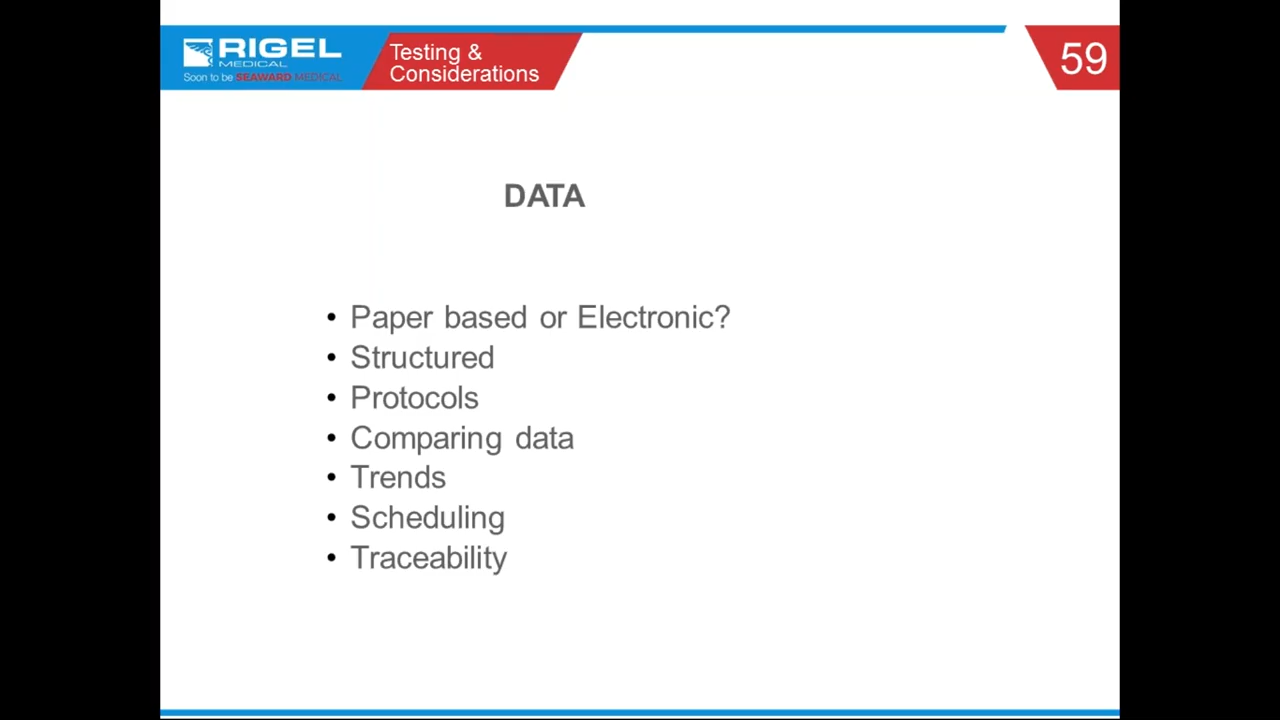 RIGEL
MEDICAL
Soon to be SEAWARD MEDICAL
Testing &
Considerations
59
DATA
• Paper based or Electronic?
• Structured
• Protocols
• Comparing data
• Trends
• Scheduling
• Traceability